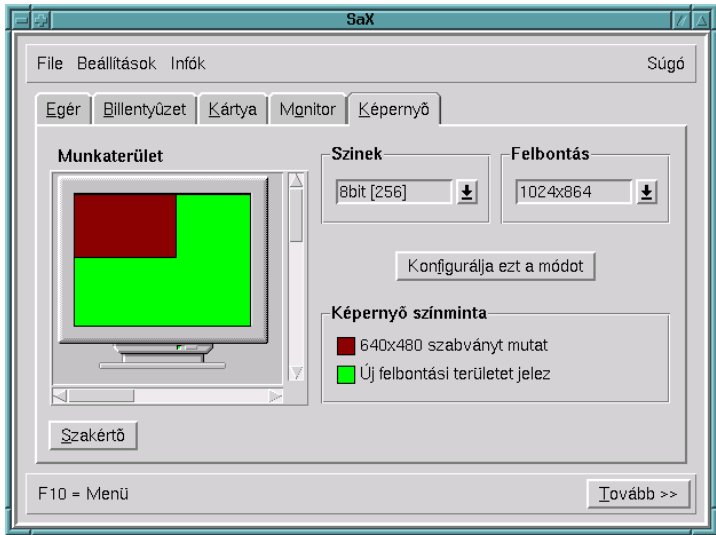 SaX
File Beállítások Infók Súgó
Egér Billentyûzet Kártya Monitor Képernyõ
Munkaterület
Szinek
8bit [256]
Felbontás
1024x864
Konfigurálja ezt a módot
Képernyõ színminta
640x480 szabványt mutat
Új felbontási területet jelez
Szakértõ
F10 = Menü
Tovább >>